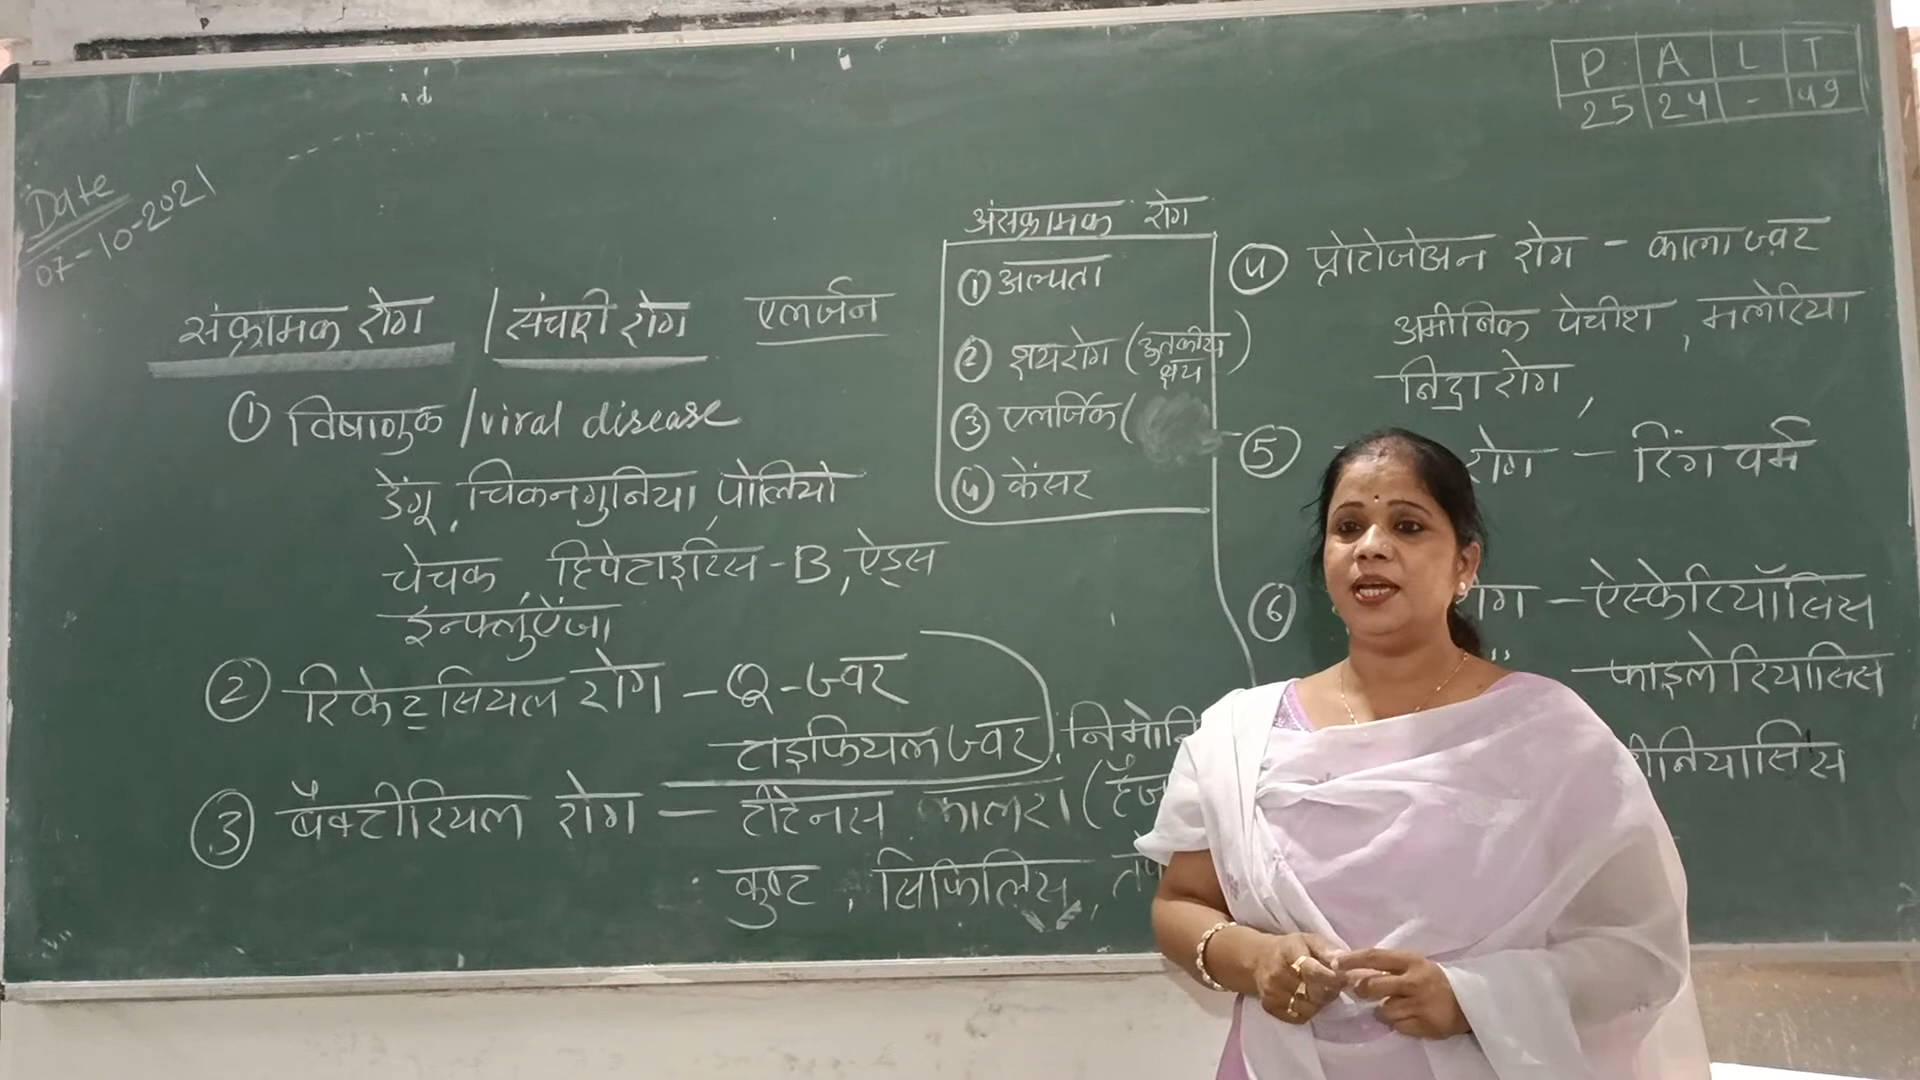 Date
07-10-2021
P A L T
25 24 - 49
संक्रामक रोग / संचारी रोग एलर्जन
① विषाणुक / viral disease
डेंगू, चिकनगुनिया, पोलियो
चेचक, हिपेटाइटिस-B, ऐड्स
इन्फ्लुऐंजा
② रिकेट्सियल रोग - Q-ज्वर
टाइफियल ज्वर, निमोनि
③ बैक्टीरियल रोग = टीटेनस कालरा (हैज
कुष्ट, सिफिलिस,
अंसक्रामक रोग
① अल्पता
② क्षयरोग (ऊतकीय क्षय)
③ एलर्जिक (
④ केंसर
④ प्रोटोजोअन रोग - काला ज्वर
अमीबिक पेचीश, मलेरिया
निद्रा रोग,
⑤ रोग - रिंग वर्म
⑥ ोग - ऐस्केरियॉसिस
" - फाइलेरियासिस
ीनियासिस